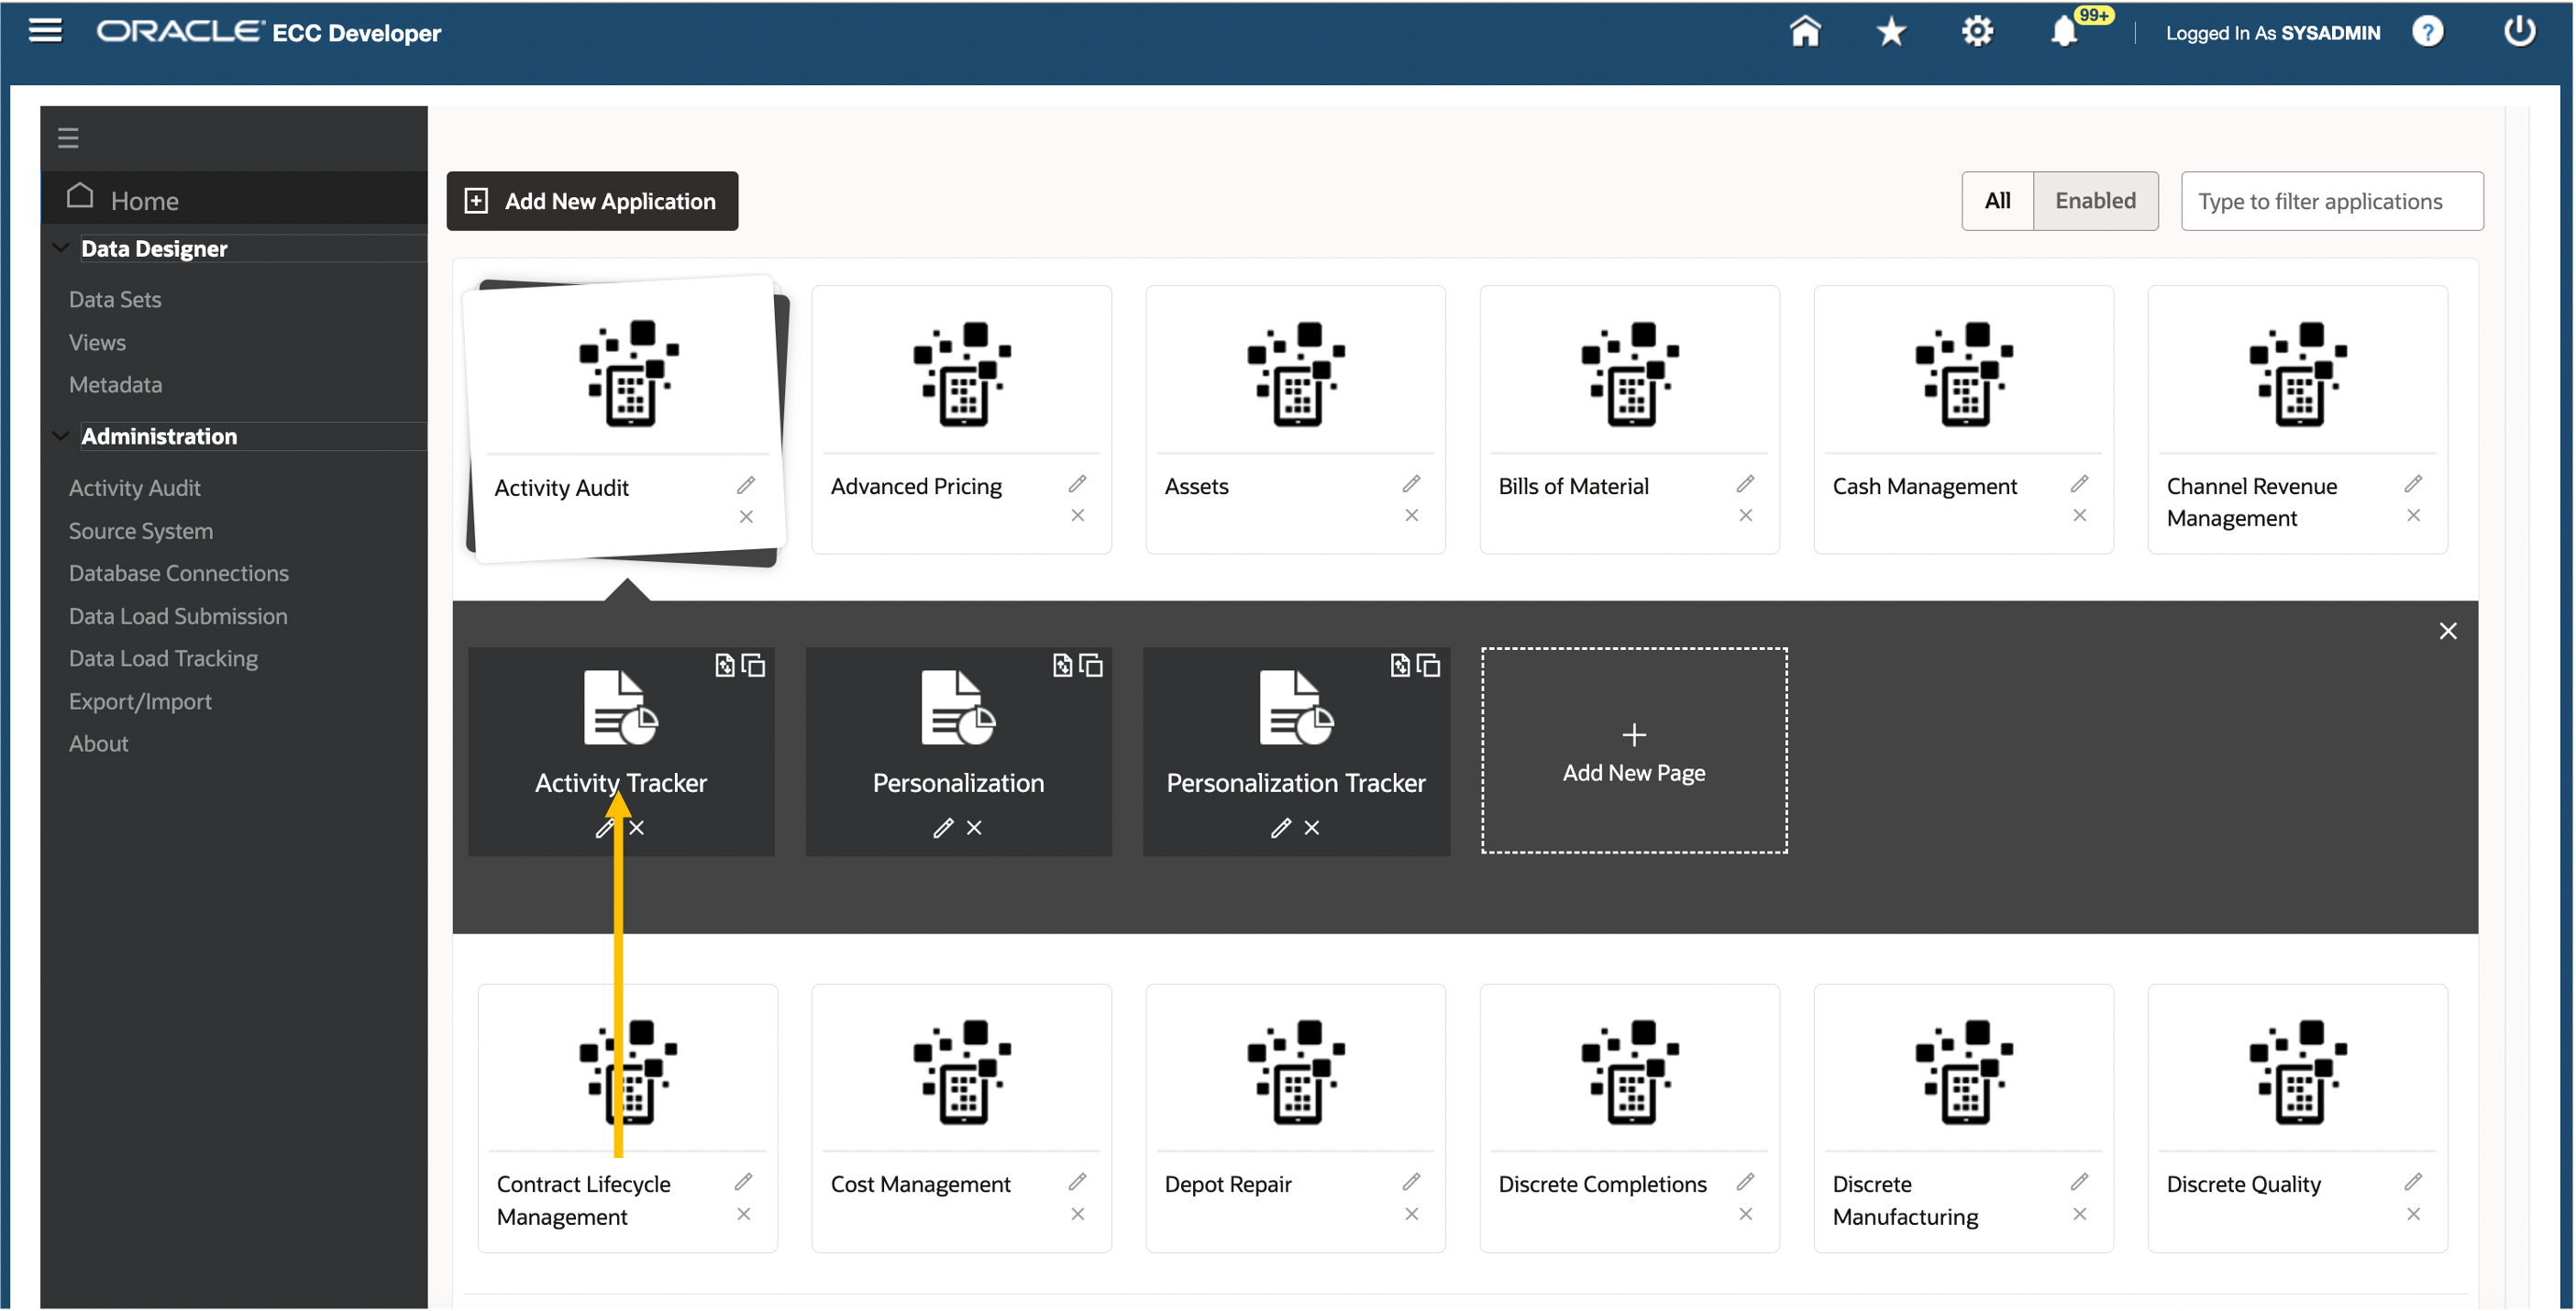 ORACLE ECC Developer
99+
Logged In As SYSADMIN
?
Home
Data Designer
Data Sets
Views
Metadata
Administration
Activity Audit
Source System
Database Connections
Data Load Submission
Data Load Tracking
Export/Import
About
Add New Application
All
Enabled
Type to filter applications
Activity Audit
Advanced Pricing
Assets
Bills of Material
Cash Management
Channel Revenue
Management
Activity Tracker
Personalization
Personalization Tracker
Add New Page
Contract Lifecycle
Management
Cost Management
Depot Repair
Discrete Completions
Discrete
Manufacturing
Discrete Quality